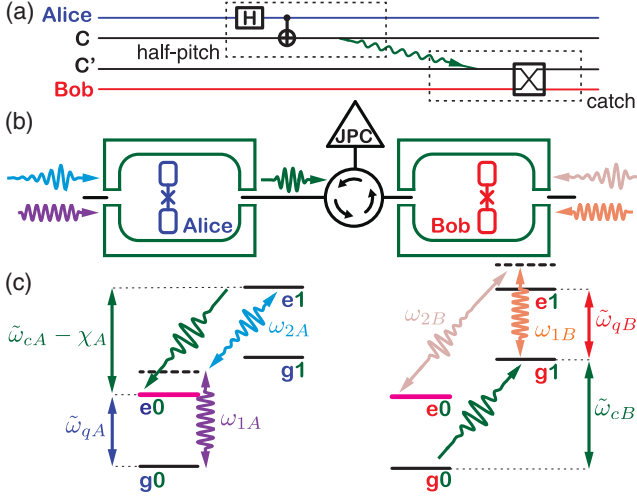 (a)
Alice
H
C
half-pitch
C'
Bob
catch
(b)
JPC
Alice
Bob
(c)
e1
e1
ω̃cA − χA
ω2A
ω2B
ω1B
ω̃qB
g1
g1
e0
e0
ω̃qA
ω1A
ω̃cB
g0
g0